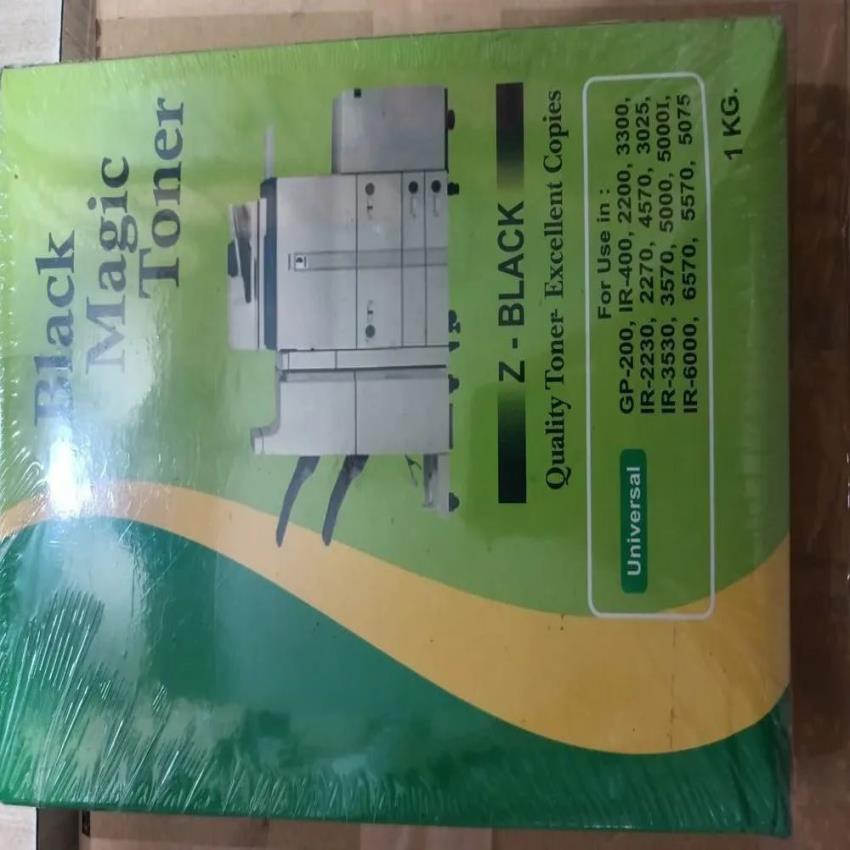 Black
Magic
Toner
Z - BLACK
Quality Toner- Excellent Copies
Universal
For Use in :
GP-200, IR-400, 2200, 3300,
IR-2230, 2270, 4570, 3025,
IR-3530, 3570, 5000, 5000I,
IR-6000, 6570, 5570, 5075
1 KG.